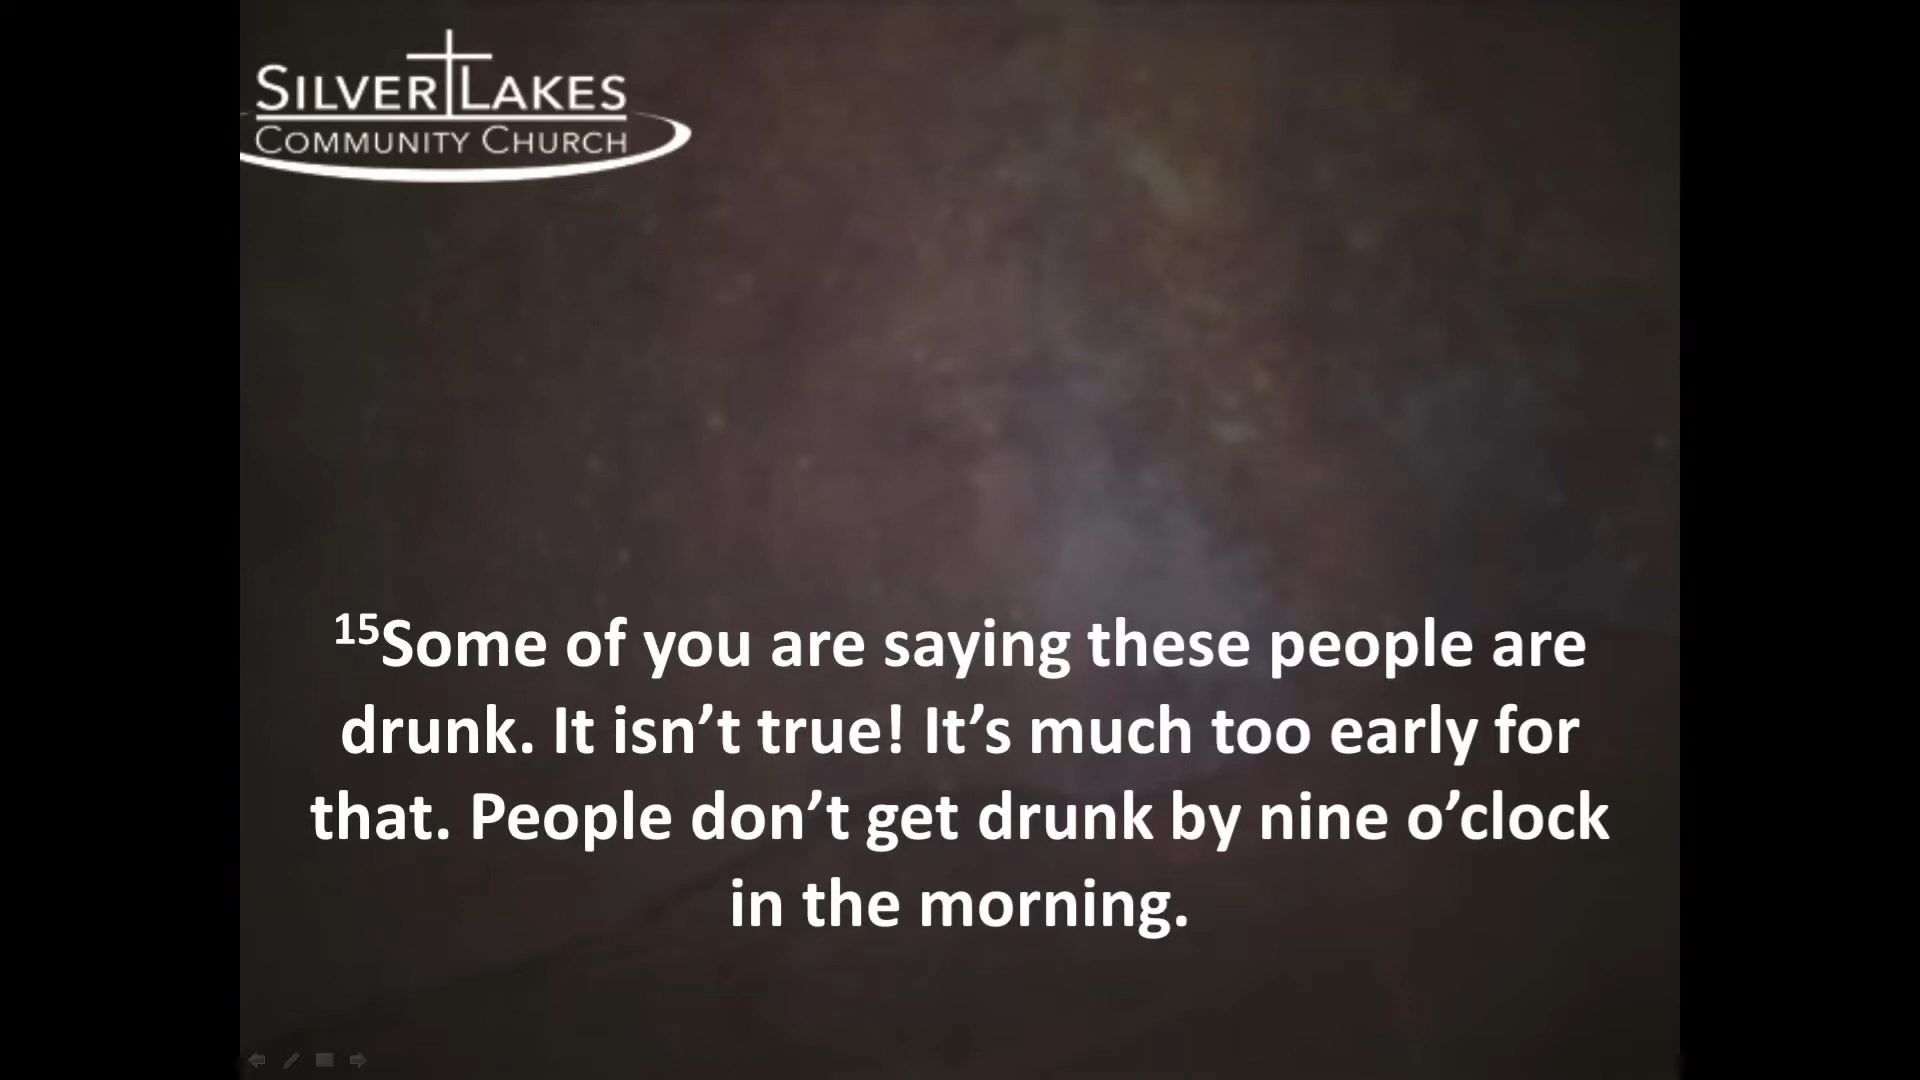 SILVER LAKES
COMMUNITY CHURCH
15Some of you are saying these people are
drunk. It isn’t true! It’s much too early for
that. People don’t get drunk by nine o’clock
in the morning.